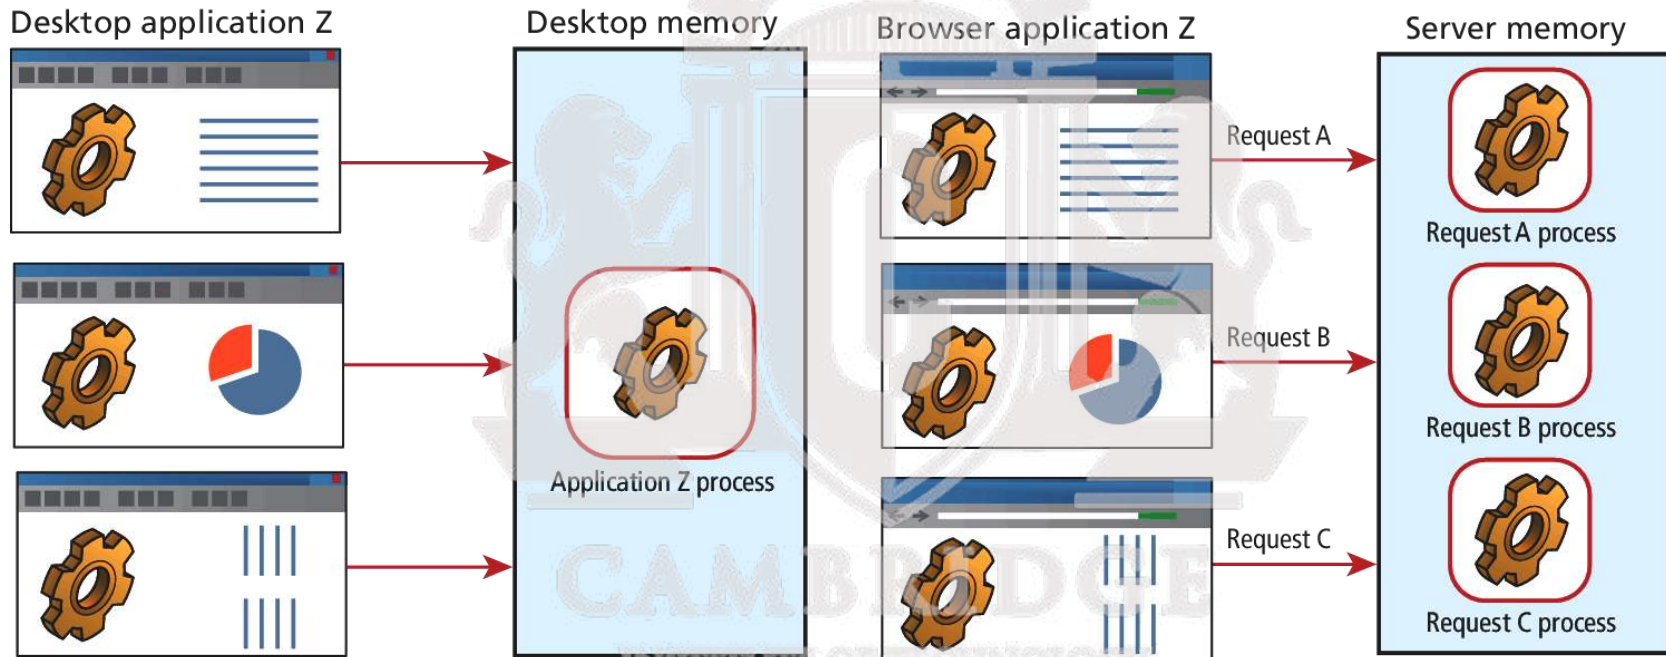 Desktop application Z
Desktop memory
Browser application Z
Server memory
Request A
Request A process
Request B
Request B process
Application Z process
Request C
Request C process
CAMBRIDGE